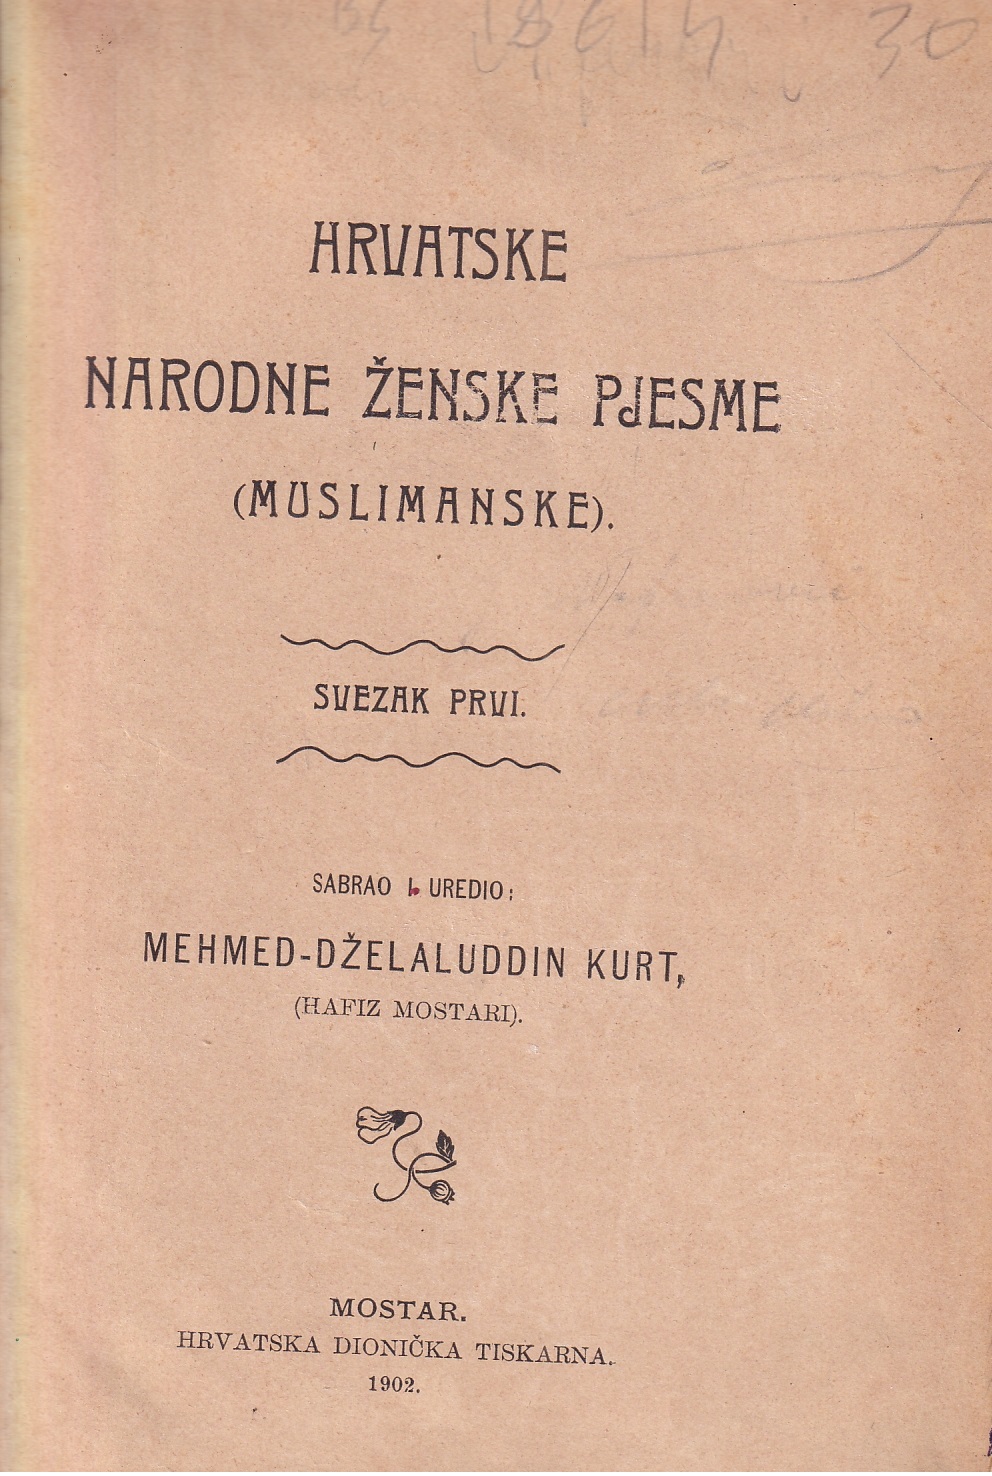 30
HRVATSKE
NARODNE ŽENSKE PJESME
(MUSLIMANSKE).
SVEZAK PRVI.
SABRAO I UREDIO:
MEHMED-DŽELALUDDIN KURT,
(HAFIZ MOSTARI).
MOSTAR.
HRVATSKA DIONIČKA TISKARNA.
1902.